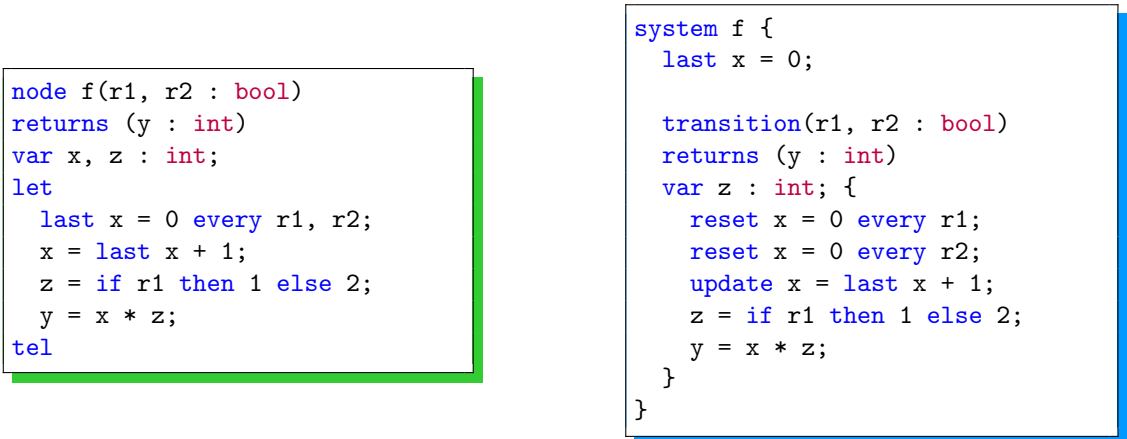 node f(r1, r2 : bool)
returns (y : int)
var x, z : int;
let
  last x = 0 every r1, r2;
  x = last x + 1;
  z = if r1 then 1 else 2;
  y = x * z;
tel
system f {
  last x = 0;
  transition(r1, r2 : bool)
  returns (y : int)
  var z : int; {
    reset x = 0 every r1;
    reset x = 0 every r2;
    update x = last x + 1;
    z = if r1 then 1 else 2;
    y = x * z;
  }
}